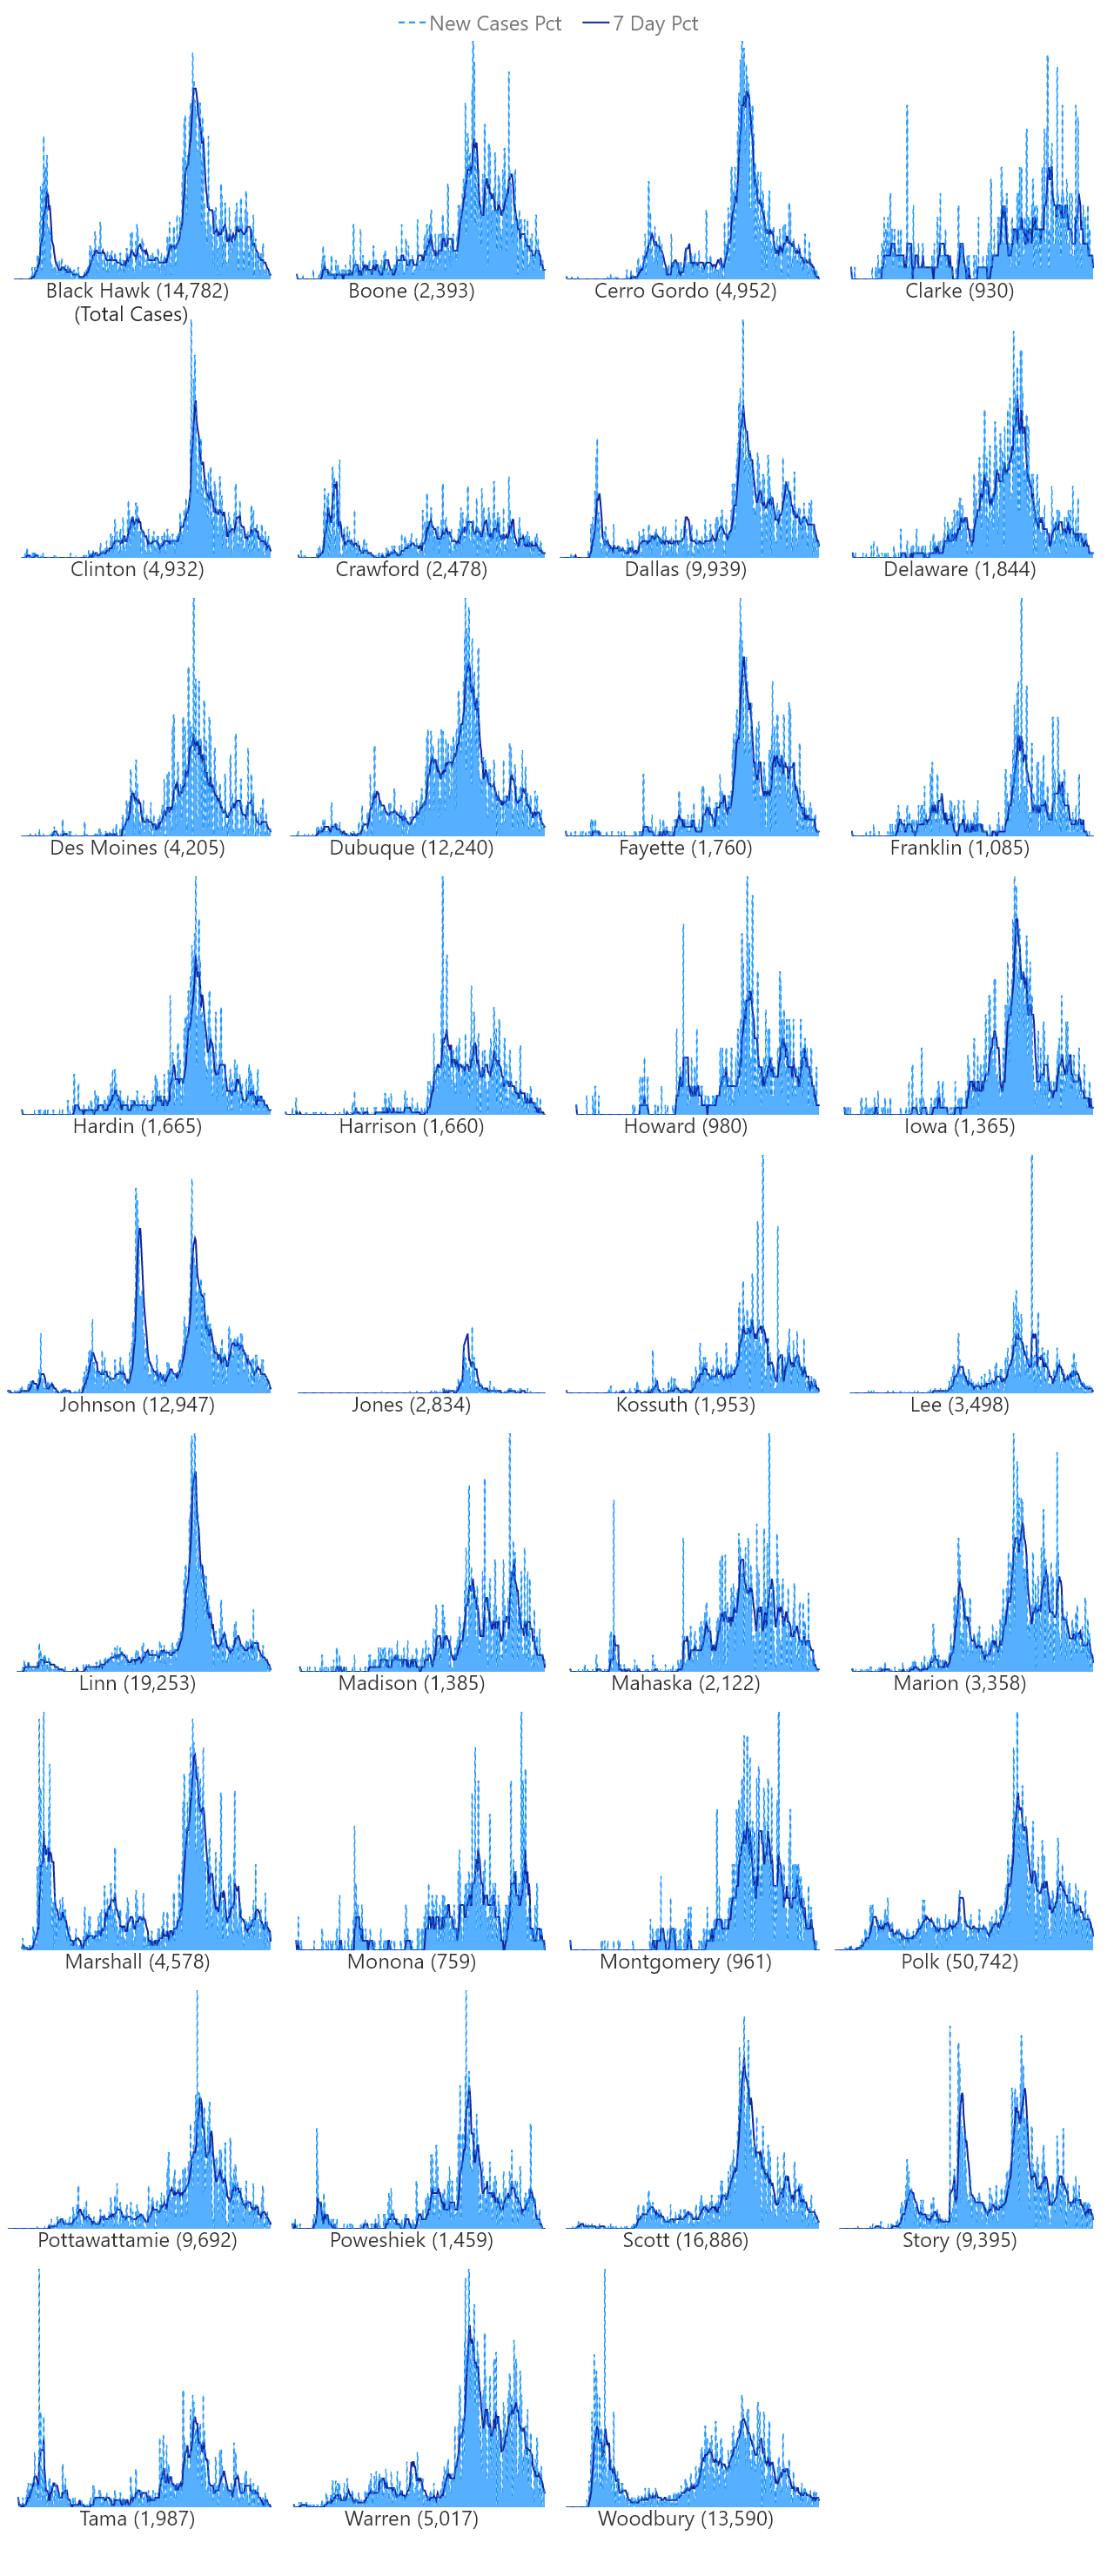 New Cases Pct 7 Day Pct
Black Hawk (14,782) Boone (2,393) Cerro Gordo (4,952) Clarke (930)
(Total Cases)
Clinton (4,932) Crawford (2,478) Dallas (9,939) Delaware (1,844)
Des Moines (4,205) Dubuque (12,240) Fayette (1,760) Franklin (1,085)
Hardin (1,665) Harrison (1,660) Howard (980) Iowa (1,365)
Johnson (12,947) Jones (2,834) Kossuth (1,953) Lee (3,498)
Linn (19,253) Madison (1,385) Mahaska (2,122) Marion (3,358)
Marshall (4,578) Monona (759) Montgomery (961) Polk (50,742)
Pottawattamie (9,692) Poweshiek (1,459) Scott (16,886) Story (9,395)
Tama (1,987) Warren (5,017) Woodbury (13,590)